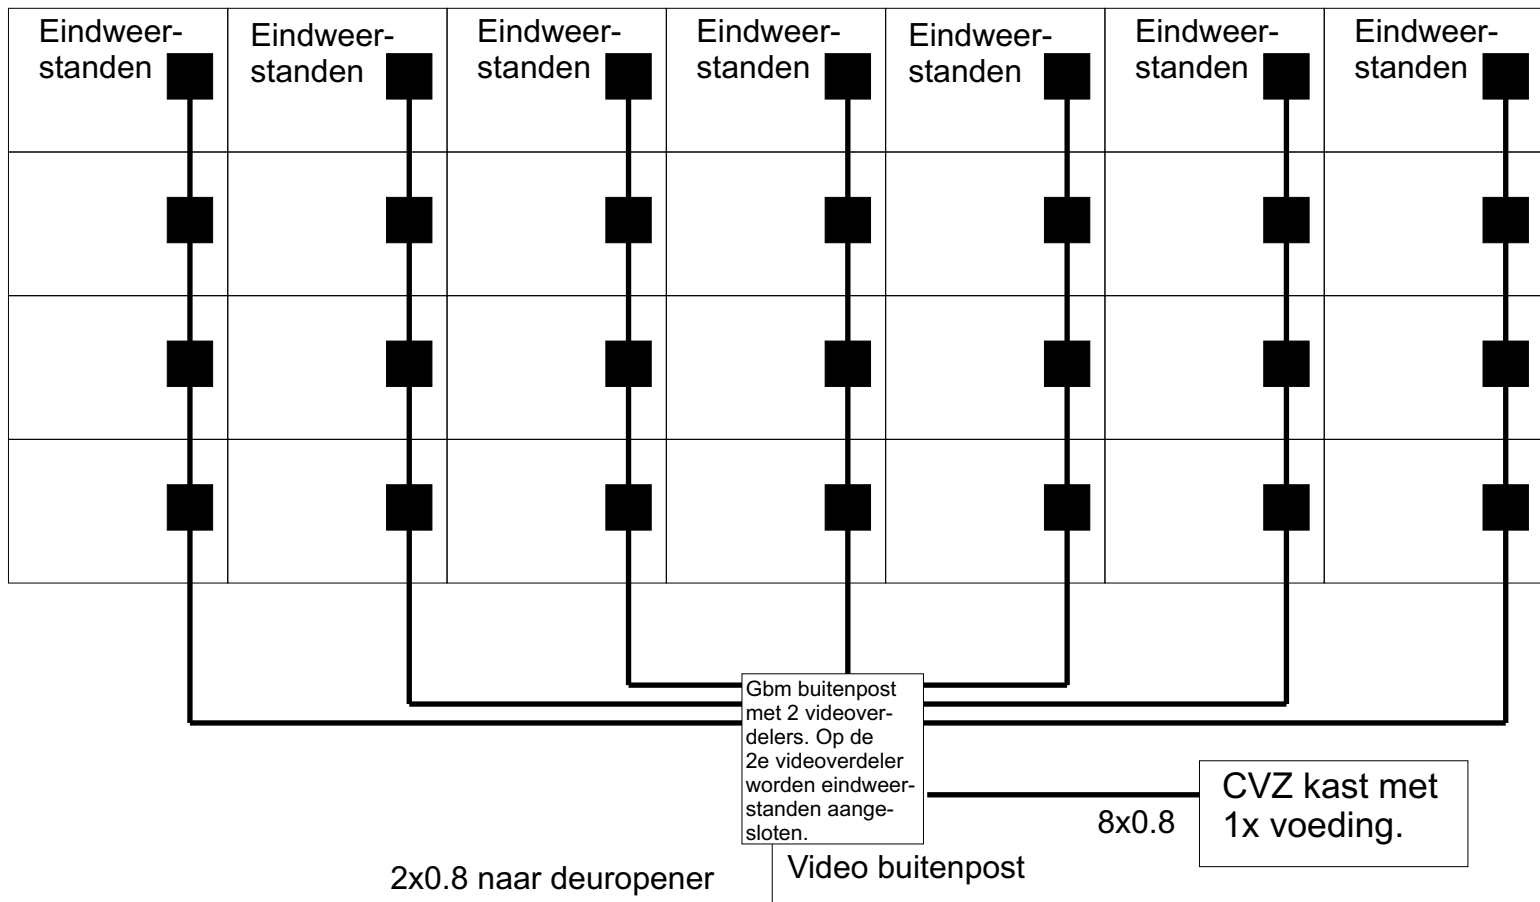 Eindweer-
standen
Eindweer-
standen
Eindweer-
standen
Eindweer-
standen
Eindweer-
standen
Eindweer-
standen
Eindweer-
standen
Gbm buitenpost
met 2 videover-
delers. Op de
2e videoverdeler
worden eindweer-
standen aange-
sloten.
CVZ kast met
1x voeding.
8x0.8
Video buitenpost
2x0.8 naar deuropener